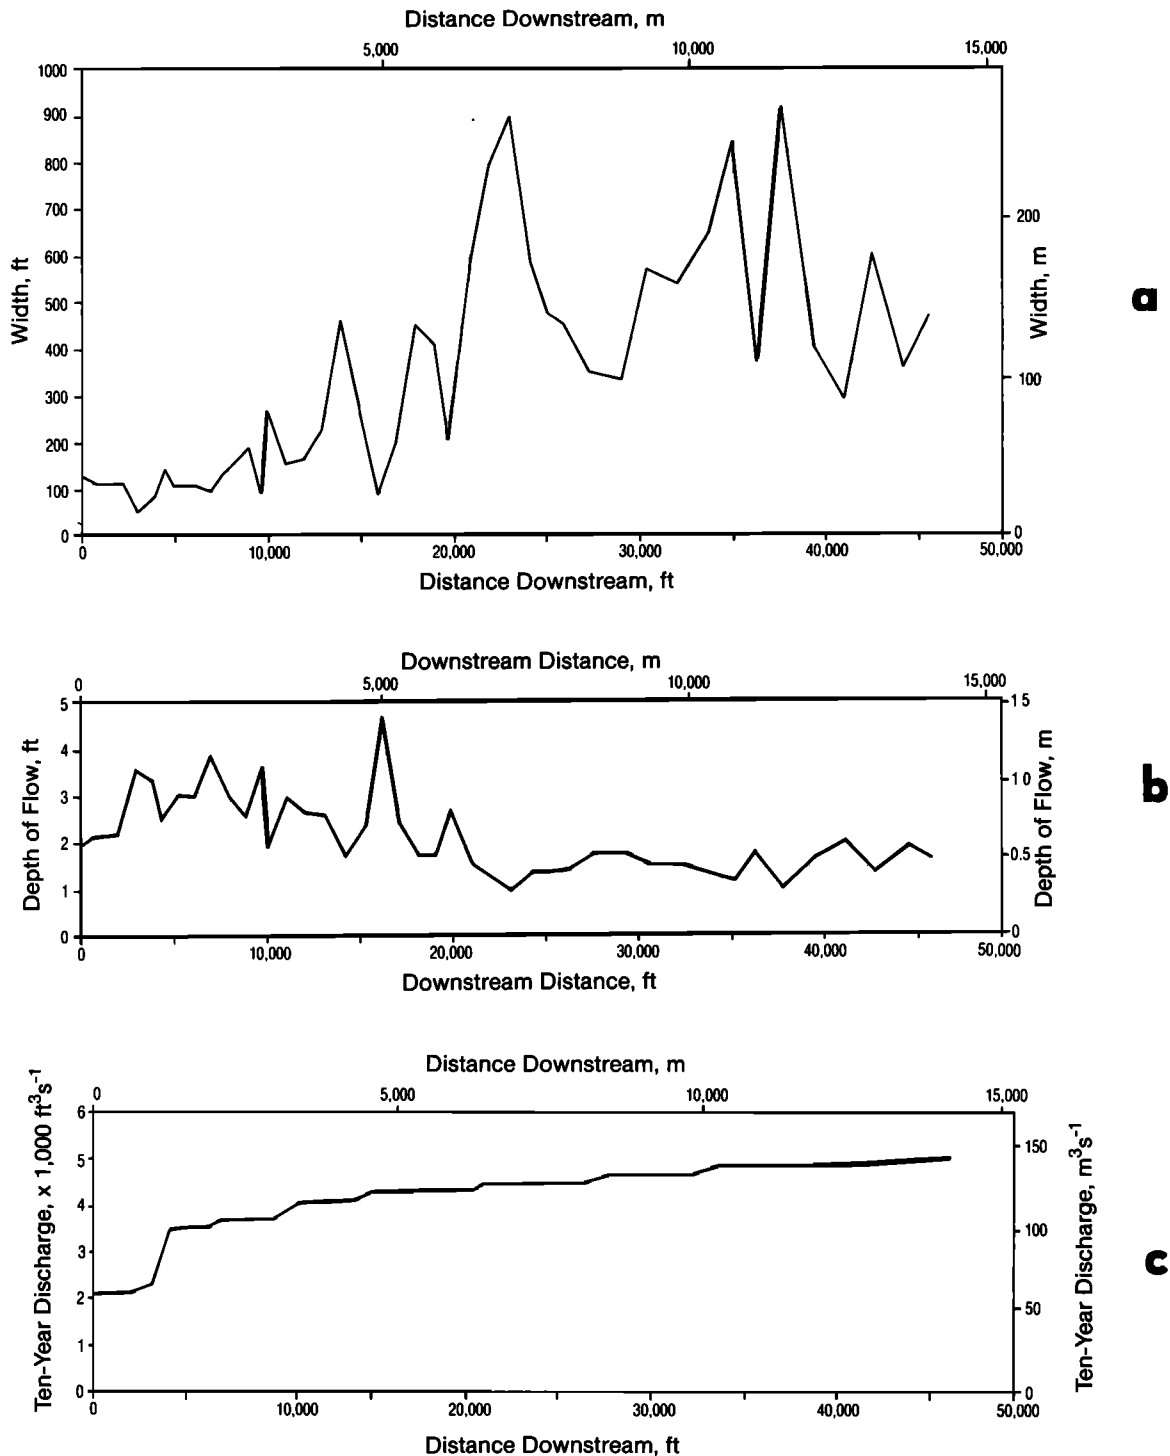 Distance Downstream, m
5,000 10,000 15,000
1000
900
800
700
600
500
400
300
200
100
0
Width, ft
200
100
0
Width, m
a
0 10,000 20,000 30,000 40,000 50,000
Distance Downstream, ft
Downstream Distance, m
0 5,000 10,000 15,000
5
4
3
2
1
0
Depth of Flow, ft
15
10
0.5
0
Depth of Flow, m
b
0 10,000 20,000 30,000 40,000 50,000
Downstream Distance, ft
Distance Downstream, m
0 5,000 10,000 15,000
6
5
4
3
2
1
0
Ten-Year Discharge, x 1,000 ft³s⁻¹
150
100
50
0
Ten-Year Discharge, m³s⁻¹
c
0 10,000 20,000 30,000 40,000 50,000
Distance Downstream, ft